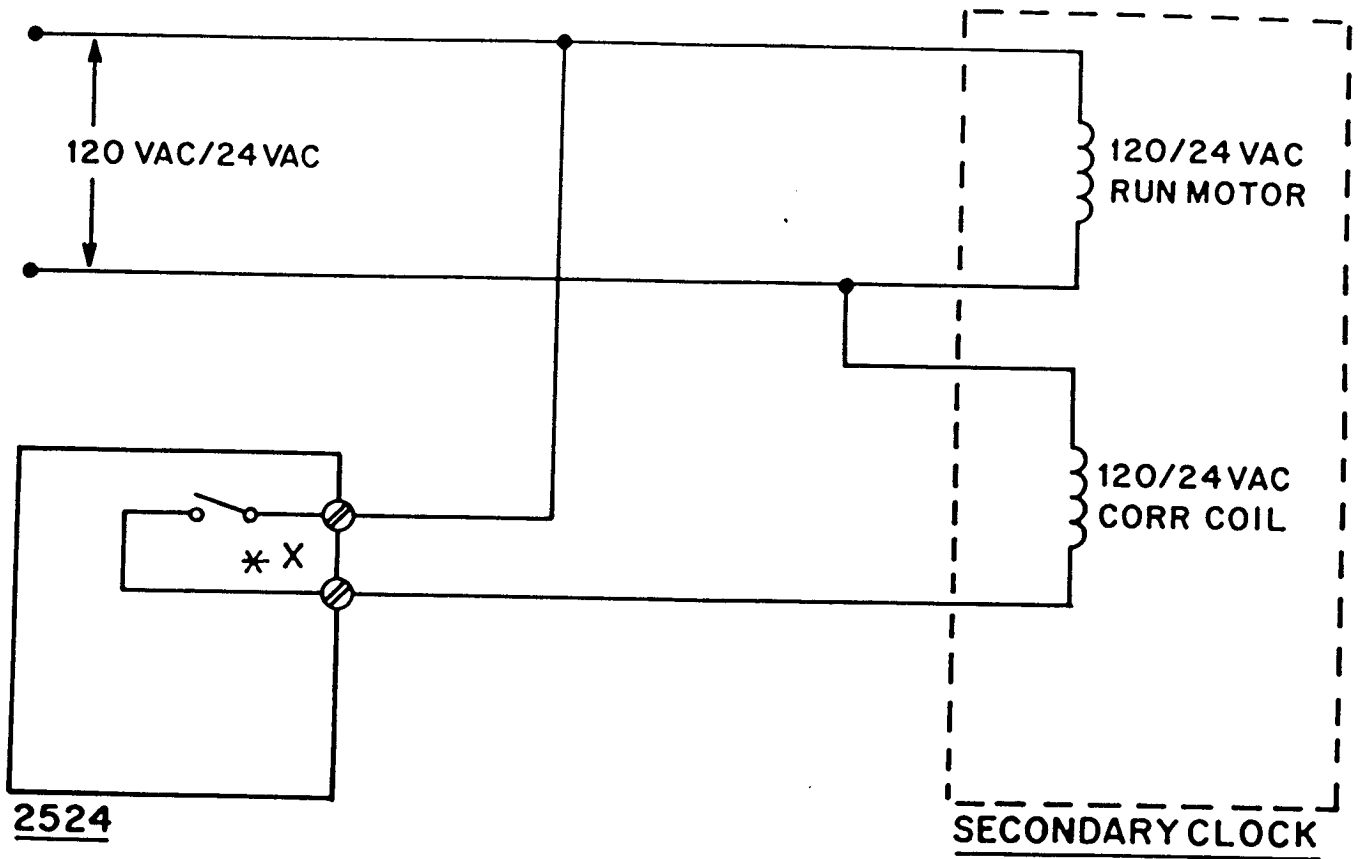 120 VAC/24 VAC
120/24 VAC
RUN MOTOR
120/24 VAC
CORR COIL
* X
2524
SECONDARY CLOCK